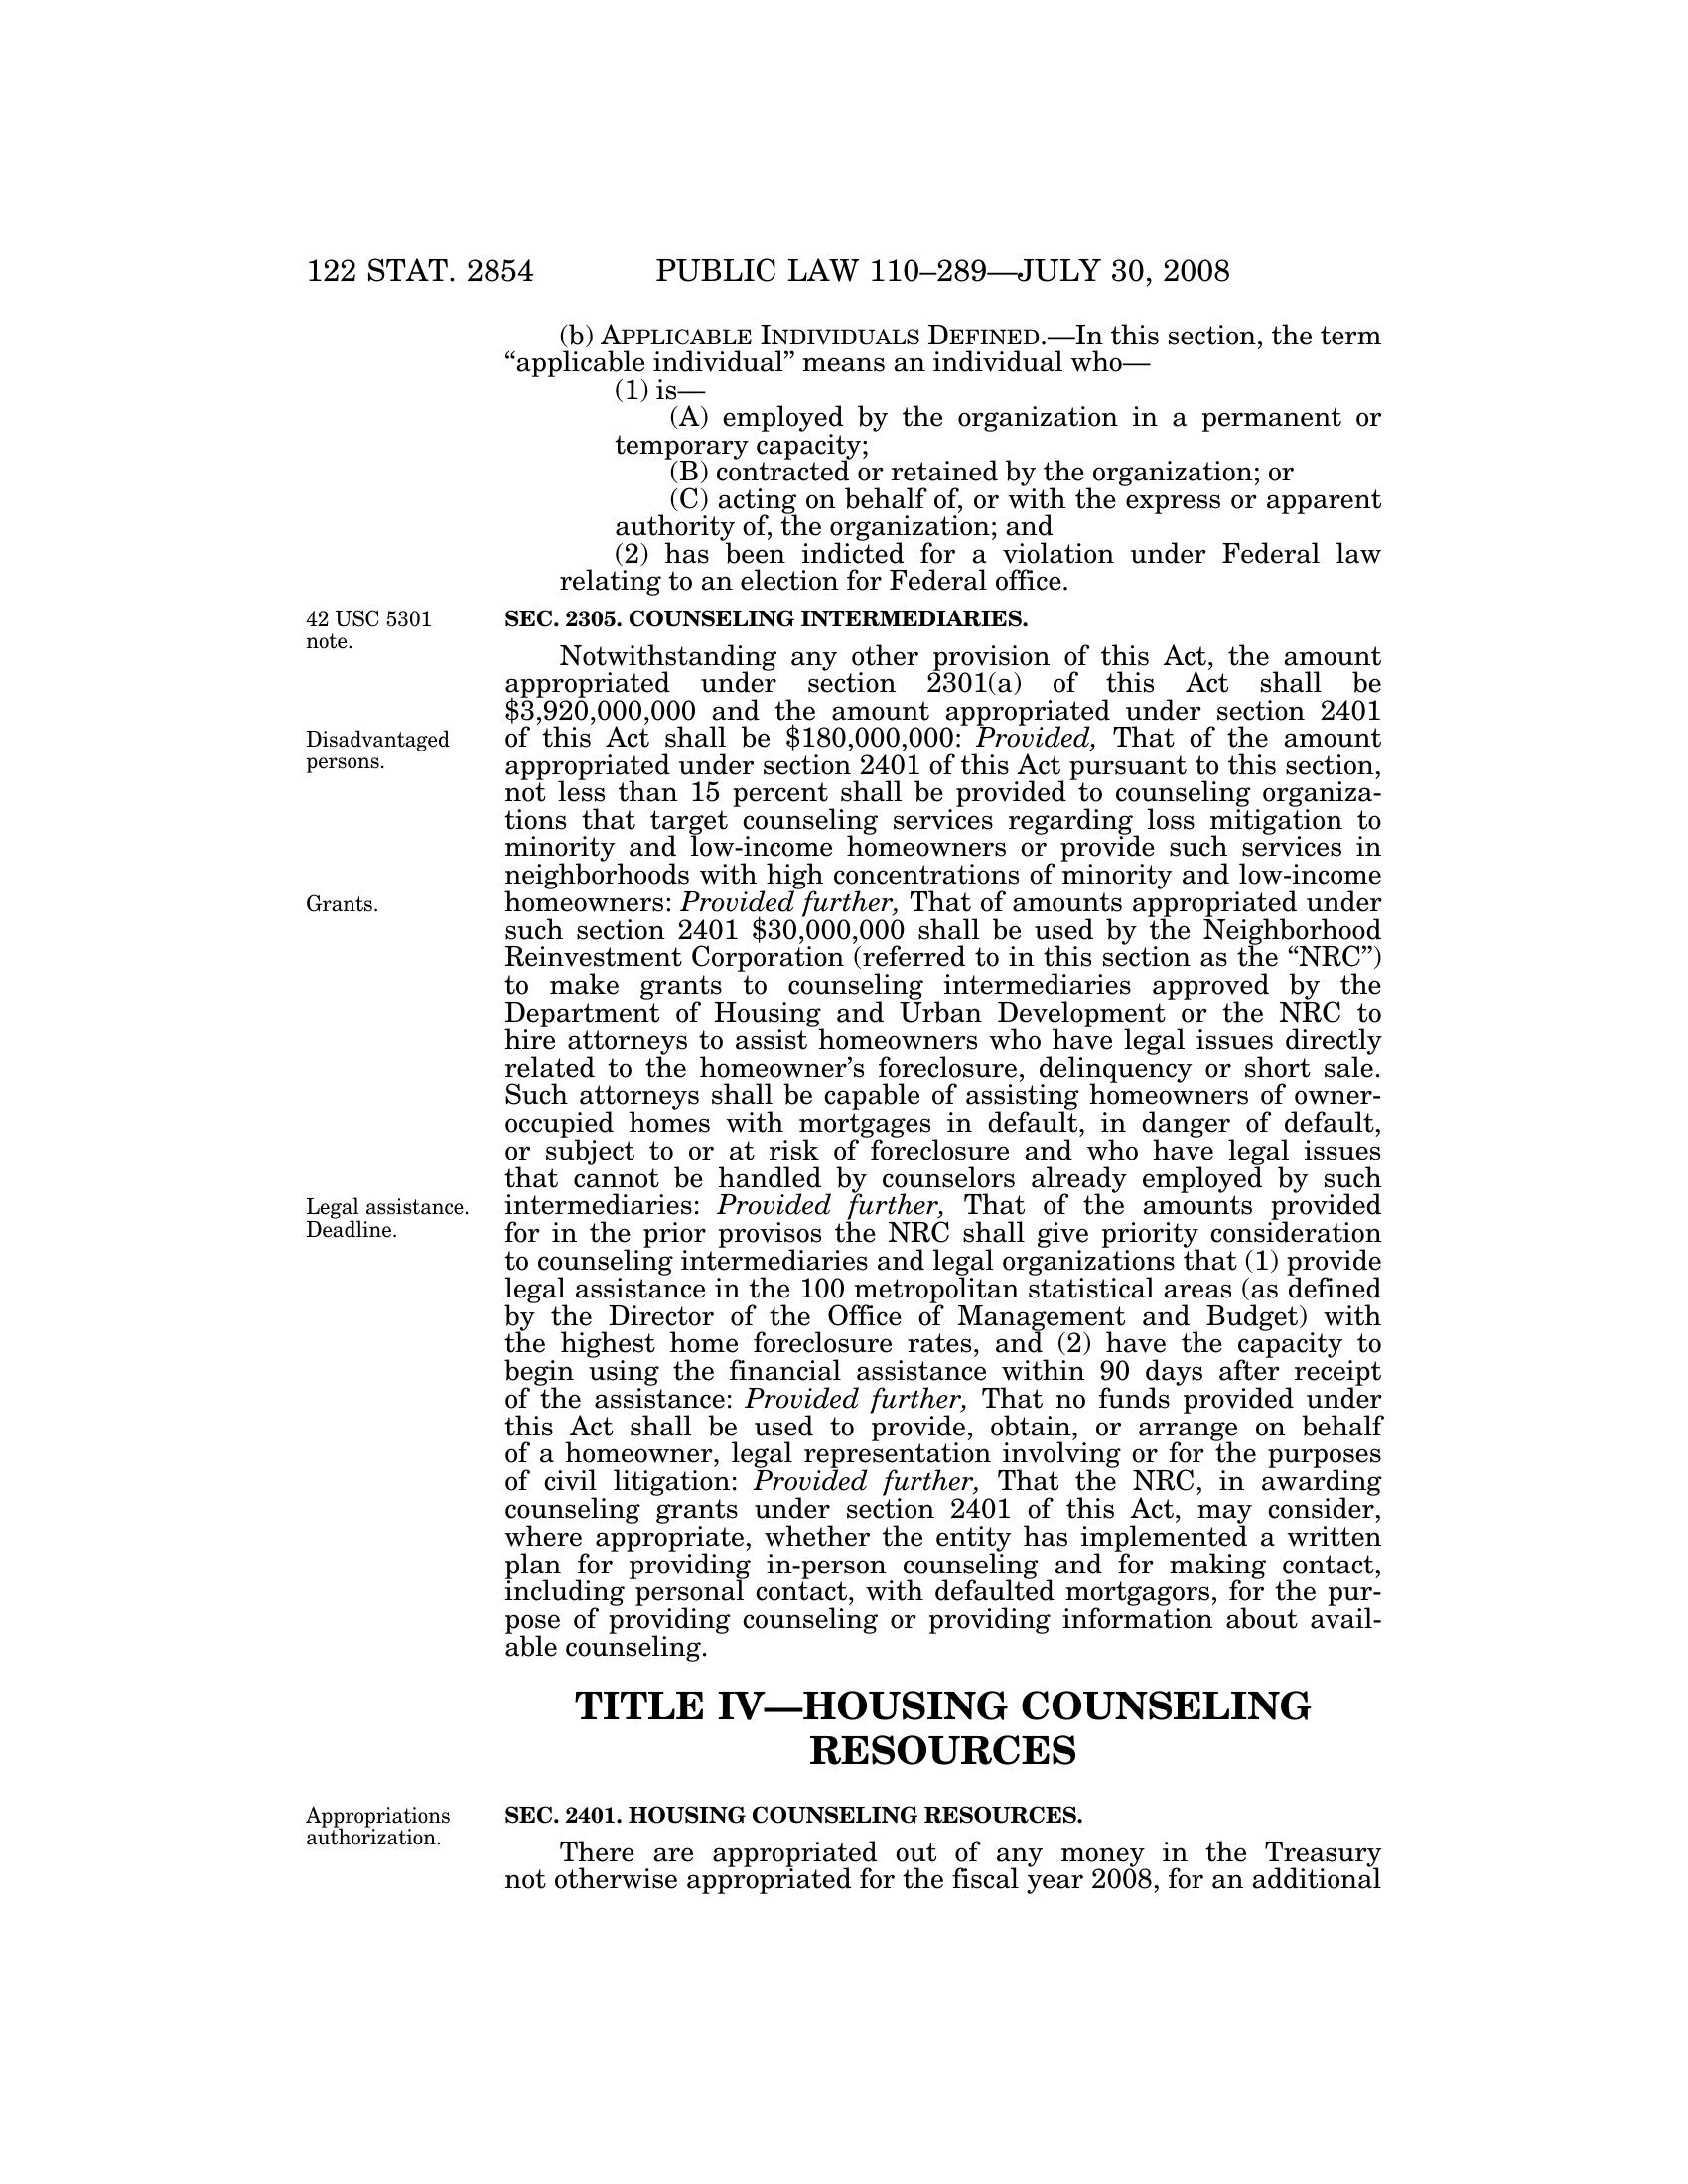 122 STAT. 2854 PUBLIC LAW 110–289—JULY 30, 2008
(b) APPLICABLE INDIVIDUALS DEFINED.—In this section, the term
“applicable individual” means an individual who—
(1) is—
(A) employed by the organization in a permanent or
temporary capacity;
(B) contracted or retained by the organization; or
(C) acting on behalf of, or with the express or apparent
authority of, the organization; and
(2) has been indicted for a violation under Federal law
relating to an election for Federal office.
42 USC 5301
note.
SEC. 2305. COUNSELING INTERMEDIARIES.
Notwithstanding any other provision of this Act, the amount
appropriated under section 2301(a) of this Act shall be
$3,920,000,000 and the amount appropriated under section 2401
Disadvantaged
persons.
of this Act shall be $180,000,000: Provided, That of the amount
appropriated under section 2401 of this Act pursuant to this section,
not less than 15 percent shall be provided to counseling organiza-
tions that target counseling services regarding loss mitigation to
minority and low-income homeowners or provide such services in
neighborhoods with high concentrations of minority and low-income
Grants.
homeowners: Provided further, That of amounts appropriated under
such section 2401 $30,000,000 shall be used by the Neighborhood
Reinvestment Corporation (referred to in this section as the “NRC”)
to make grants to counseling intermediaries approved by the
Department of Housing and Urban Development or the NRC to
hire attorneys to assist homeowners who have legal issues directly
related to the homeowner’s foreclosure, delinquency or short sale.
Such attorneys shall be capable of assisting homeowners of owner-
occupied homes with mortgages in default, in danger of default,
or subject to or at risk of foreclosure and who have legal issues
that cannot be handled by counselors already employed by such
Legal assistance.
Deadline.
intermediaries: Provided further, That of the amounts provided
for in the prior provisos the NRC shall give priority consideration
to counseling intermediaries and legal organizations that (1) provide
legal assistance in the 100 metropolitan statistical areas (as defined
by the Director of the Office of Management and Budget) with
the highest home foreclosure rates, and (2) have the capacity to
begin using the financial assistance within 90 days after receipt
of the assistance: Provided further, That no funds provided under
this Act shall be used to provide, obtain, or arrange on behalf
of a homeowner, legal representation involving or for the purposes
of civil litigation: Provided further, That the NRC, in awarding
counseling grants under section 2401 of this Act, may consider,
where appropriate, whether the entity has implemented a written
plan for providing in-person counseling and for making contact,
including personal contact, with defaulted mortgagors, for the pur-
pose of providing counseling or providing information about avail-
able counseling.
TITLE IV—HOUSING COUNSELING
RESOURCES
Appropriations
authorization.
SEC. 2401. HOUSING COUNSELING RESOURCES.
There are appropriated out of any money in the Treasury
not otherwise appropriated for the fiscal year 2008, for an additional